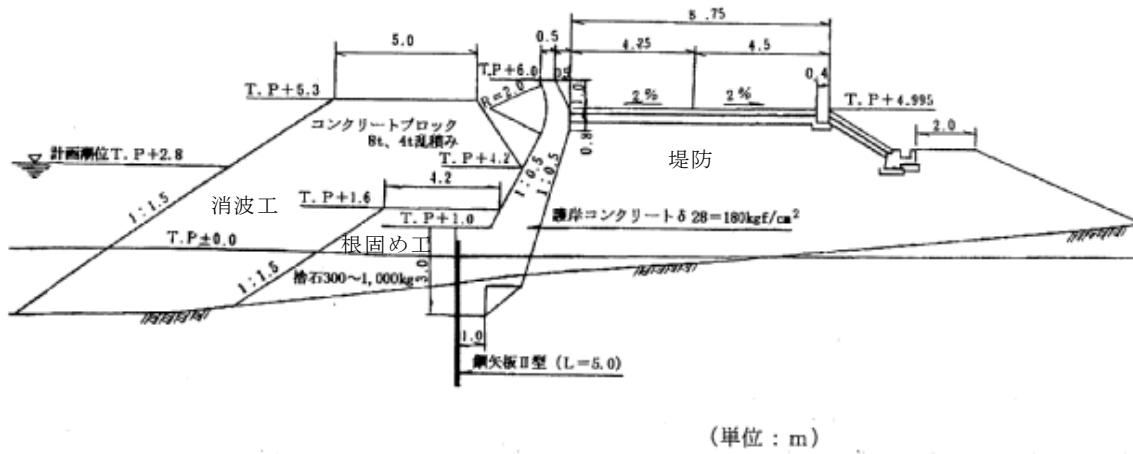 8.75
0.5
5.0
4.25
4.5
T.P+6.0
0.5
0.4
T.P+5.3
R=2.0
1.0
2%
2%
T.P+4.995
コンクリートブロック
8t、4t乱積み
0.8
2.0
計画潮位T.P+2.8
T.P+4.2
1:0.5
1:0.5
堤防
4.2
1:1.5
消波工
T.P+1.6
T.P+1.0
護岸コンクリートδ28=180kgf/cm²
T.P±0.0
根固め工
1:1.5
捨石300~1,000kg
3.0
1.0
鋼矢板Ⅱ型(L=5.0)
(単位:m)